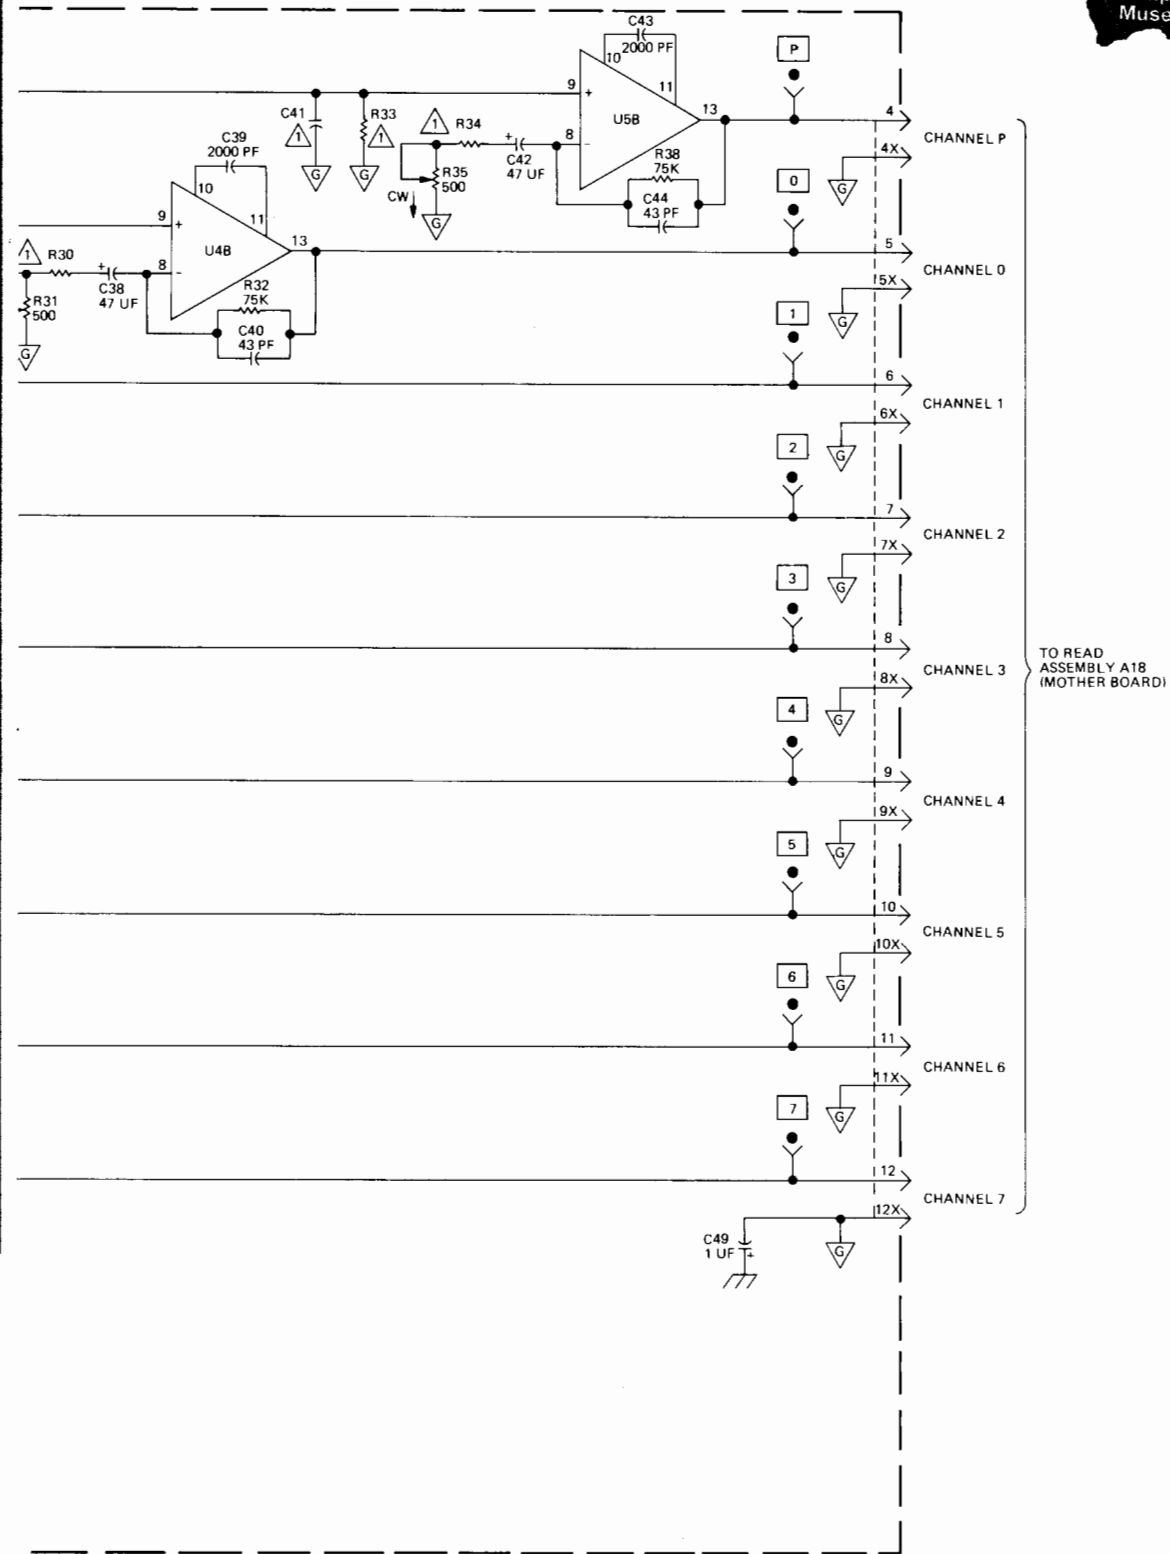 Muse
C43
2000 PF
10
11
P
9
+
U5B
13
8
-
4
CHANNEL P
4X
G
C41
1
R33
1
G
G
1
R34
R35
500
CW
G
+
C42
47 UF
R38
75K
C44
43 PF
C39
2000 PF
10
11
9
+
U4B
13
8
-
1
R30
R31
500
G
+
C38
47 UF
R32
75K
C40
43 PF
0
5
CHANNEL 0
5X
G
1
6
CHANNEL 1
6X
G
2
7
CHANNEL 2
7X
G
3
8
CHANNEL 3
8X
G
TO READ
ASSEMBLY A18
(MOTHER BOARD)
4
9
CHANNEL 4
9X
G
5
10
CHANNEL 5
10X
G
6
11
CHANNEL 6
11X
G
7
12
CHANNEL 7
12X
G
C49
1 UF
+